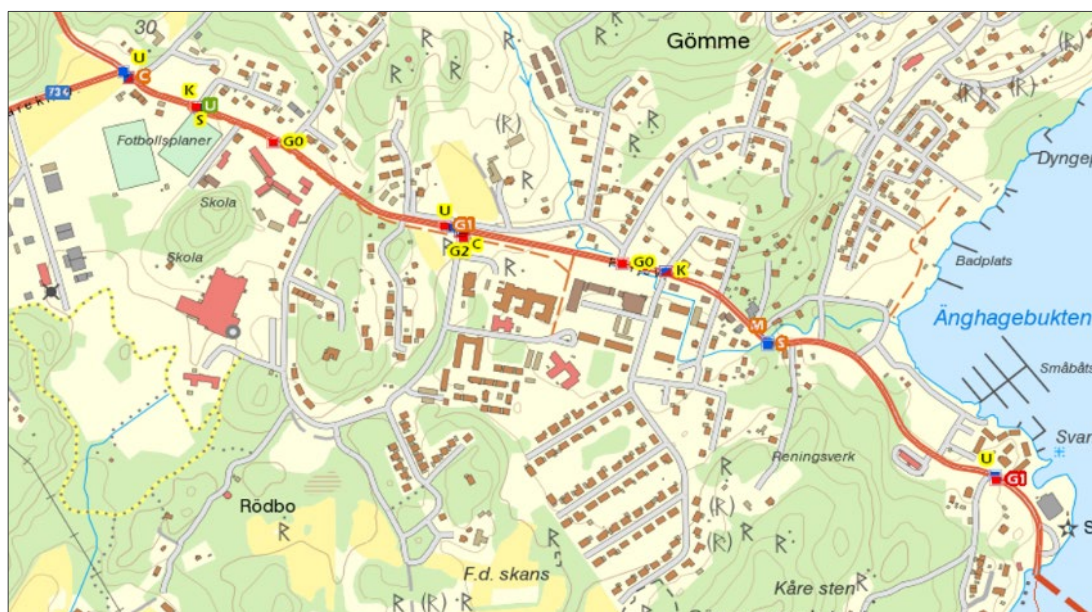 30
Gömme
U
C
734
K
U
S
Fotbollsplaner
G0
Skola
Skola
U
G1
C
G2
G0
K
M
S
R
R
R
(R)
R
R
R
R
R
(R)
(R)
(R)
Dyngep
Badplats
Änghagebukten
Småbåts
Svar
Reningsverk
U
G1
S
Rödbo
R
F.d. skans
R
(R)
R
R
R
R
(R)
R
(R)
Kåre sten
R